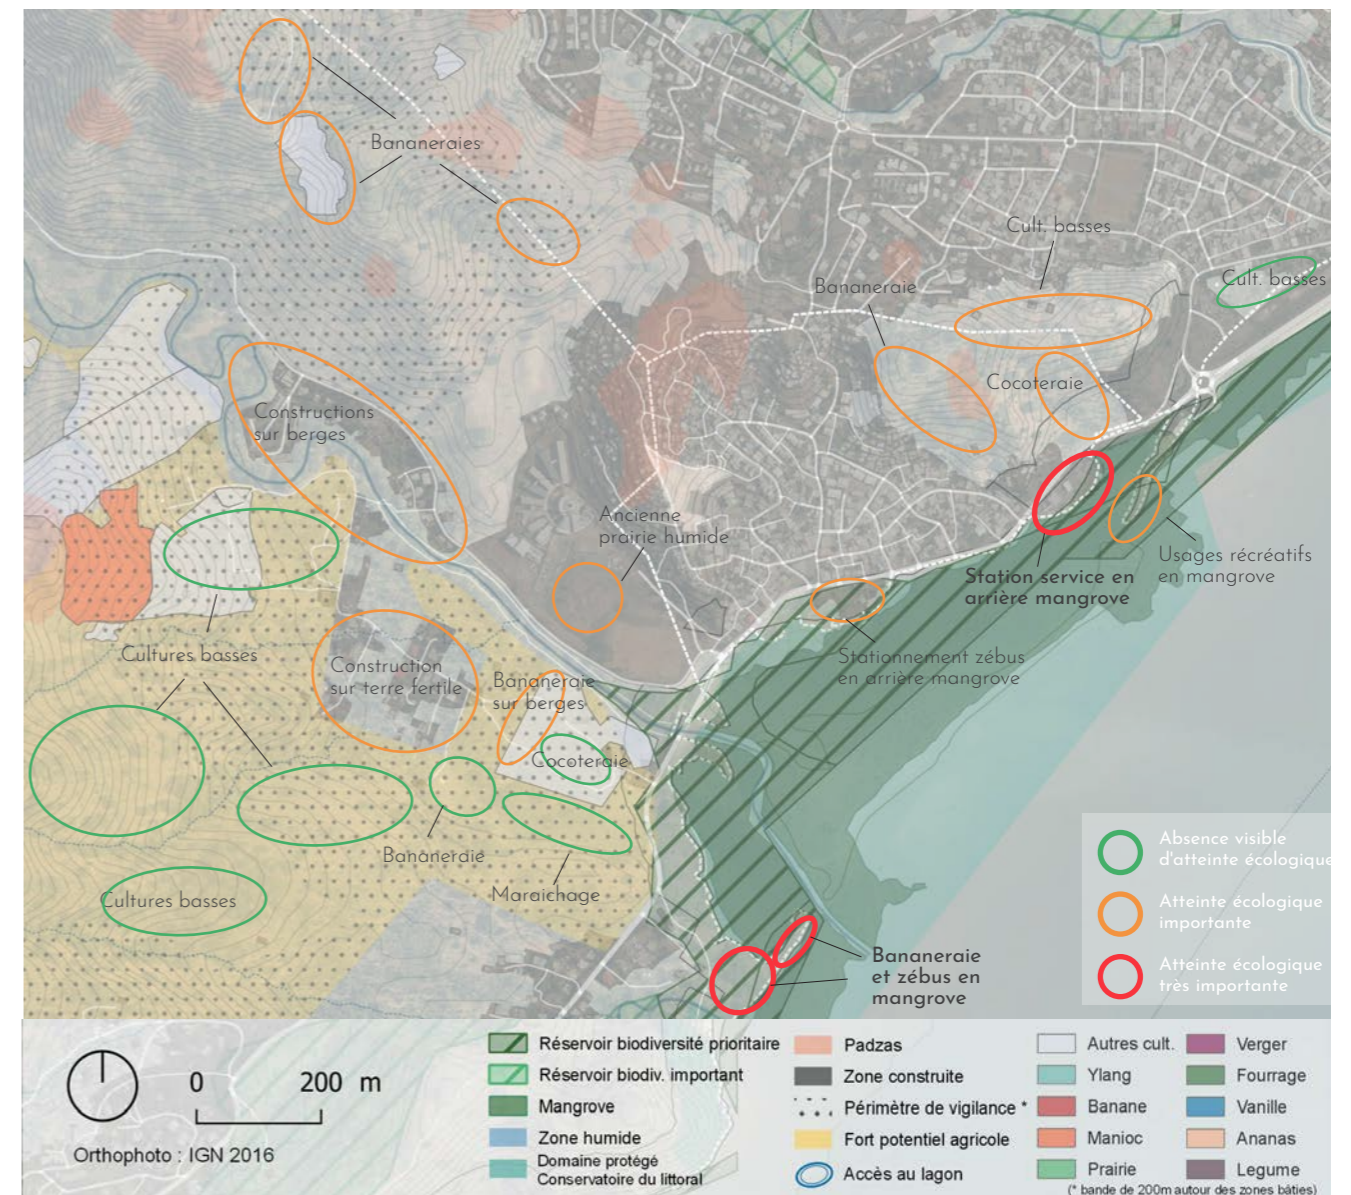 Bananeraies
Cult. basses
Cult. basses
Bananeraie
Cocoteraie
Constructions
sur berges
Ancienne
prairie humide
Usages récréatifs
en mangrove
Station service en
arrière mangrove
Cultures basses
Construction
sur terre fertile
Bananeraie
sur berges
Stationnement zébus
en arrière mangrove
Cocoteraie
Bananeraie
Maraichage
Cultures basses
Bananeraie
et zébus en
mangrove
Absence visible
d'atteinte écologique
Atteinte écologique
importante
Atteinte écologique
très importante
0 200 m
Orthophoto : IGN 2016
Réservoir biodiversité prioritaire
Réservoir biodiv. important
Mangrove
Zone humide
Domaine protégé
Conservatoire du littoral
Padzas
Zone construite
Périmètre de vigilance *
Fort potentiel agricole
Accès au lagon
Autres cult.
Ylang
Banane
Manioc
Prairie
Verger
Fourrage
Vanille
Ananas
Legume
(* bande de 200m autour des zones bâties)